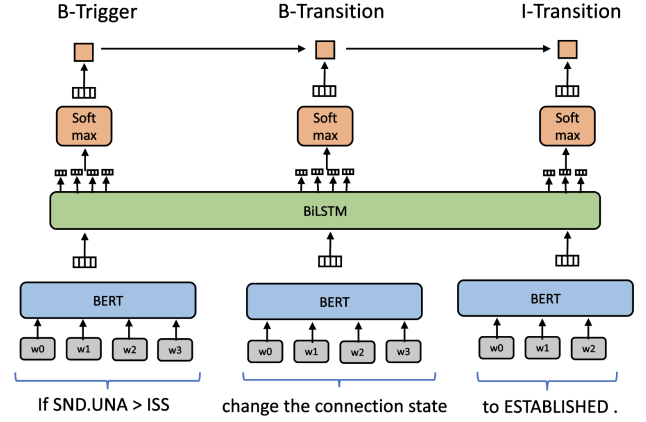 B-Trigger B-Transition I-Transition
Soft max Soft max Soft max
BiLSTM
BERT BERT BERT
w0 w1 w2 w3 w0 w1 w2 w3 w0 w1 w2
If SND.UNA > ISS change the connection state to ESTABLISHED .